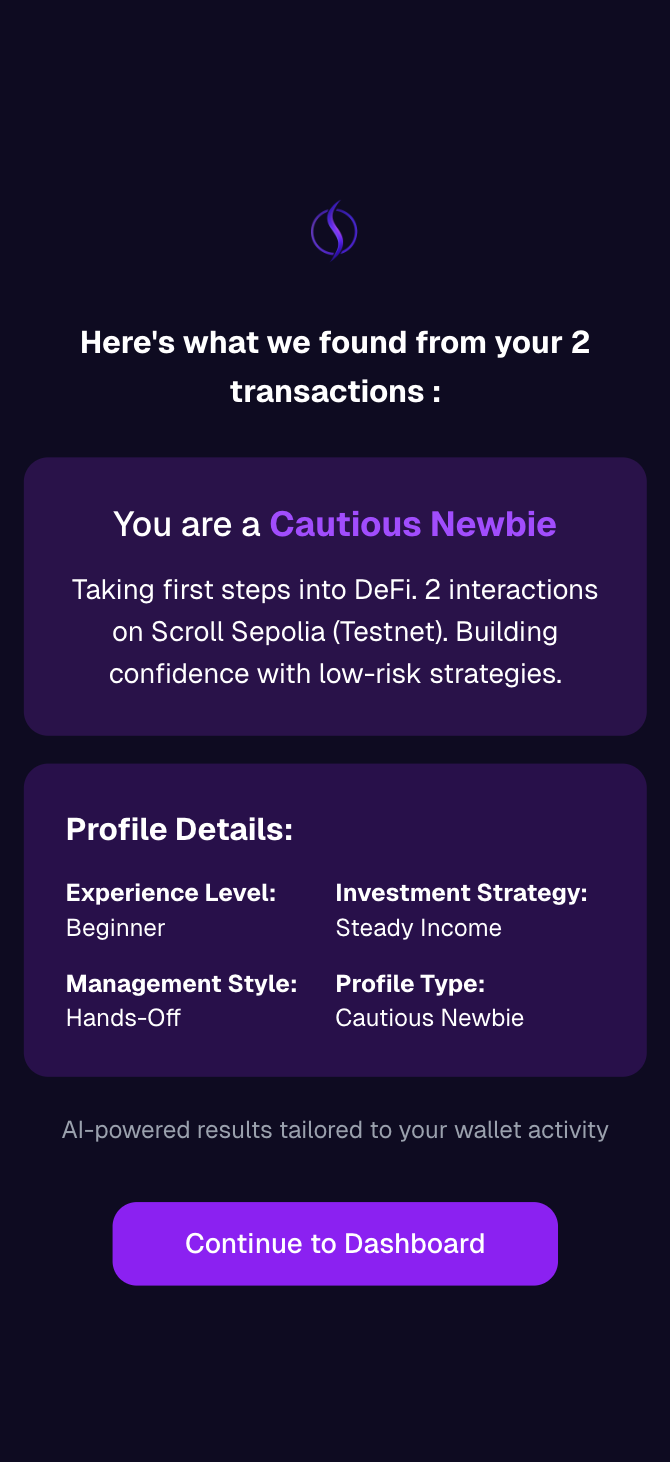 Here's what we found from your 2
transactions :
You are a Cautious Newbie
Taking first steps into DeFi. 2 interactions
on Scroll Sepolia (Testnet). Building
confidence with low-risk strategies.
Profile Details:
Experience Level:
Beginner
Investment Strategy:
Steady Income
Management Style:
Hands-Off
Profile Type:
Cautious Newbie
AI-powered results tailored to your wallet activity
Continue to Dashboard